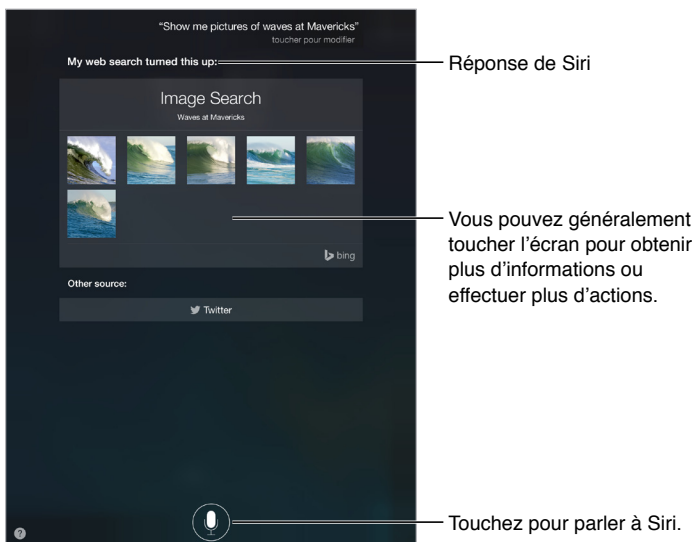 “Show me pictures of waves at Mavericks”
toucher pour modifier
My web search turned this up:
Réponse de Siri
Image Search
Waves at Mavericks
Vous pouvez généralement
toucher l’écran pour obtenir
plus d’informations ou
effectuer plus d’actions.
bing
Other source:
Twitter
Touchez pour parler à Siri.
?